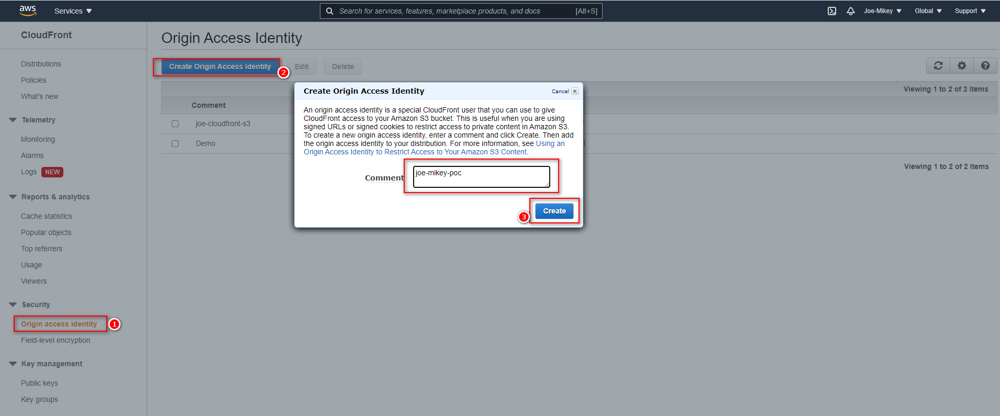 aws
Services
Search for services, features, marketplace products, and docs
[Alt+S]
Joe-Mikey
Global
Support
CloudFront
Distributions
Policies
What's new
Telemetry
Monitoring
Alarms
Logs NEW
Reports & analytics
Cache statistics
Popular objects
Top referrers
Usage
Viewers
Security
Origin access identity
1
Field-level encryption
Key management
Public keys
Key groups
Origin Access Identity
Create Origin Access Identity
2
Edit
Delete
Viewing 1 to 2 of 2 Items
Comment
joe-cloudfront-s3
Demo
Viewing 1 to 2 of 2 Items
Create Origin Access Identity
Cancel
An origin access identity is a special CloudFront user that you can use to give
CloudFront access to your Amazon S3 bucket. This is useful when you are using
signed URLs or signed cookies to restrict access to private content in Amazon S3.
To create a new origin access identity, enter a comment and click Create. Then add
the origin access identity to your distribution. For more information, see Using an
Origin Access Identity to Restrict Access to Your Amazon S3 Content.
Comment
joe-mikey-poc
3
Create